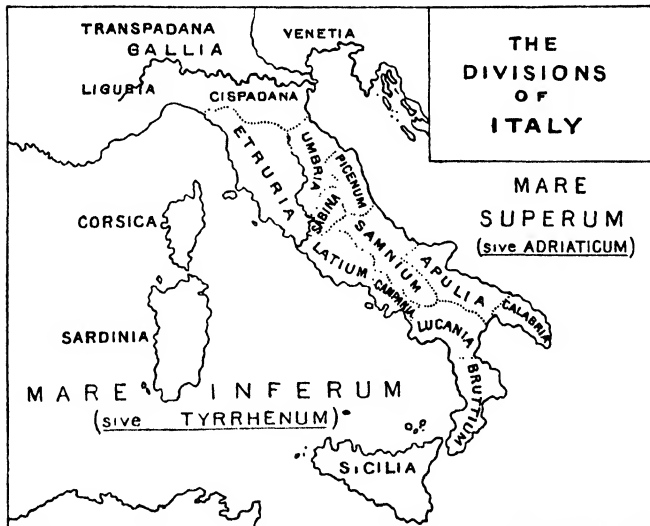 TRANSPADANA
GALLIA
VENETIA
LIGURIA
CISPADANA
THE
DIVISIONS
OF
ITALY
ETRURIA
UMBRIA
PICENUM
SABINA
CORSICA
MARE
SUPERUM
(sive ADRIATICUM)
LATIUM
SAMNIUM
CAMPANIA
APULIA
CALABRIA
LUCANIA
SARDINIA
BRUTTIUM
MARE INFERUM
(sive TYRRHENUM)
SICILIA